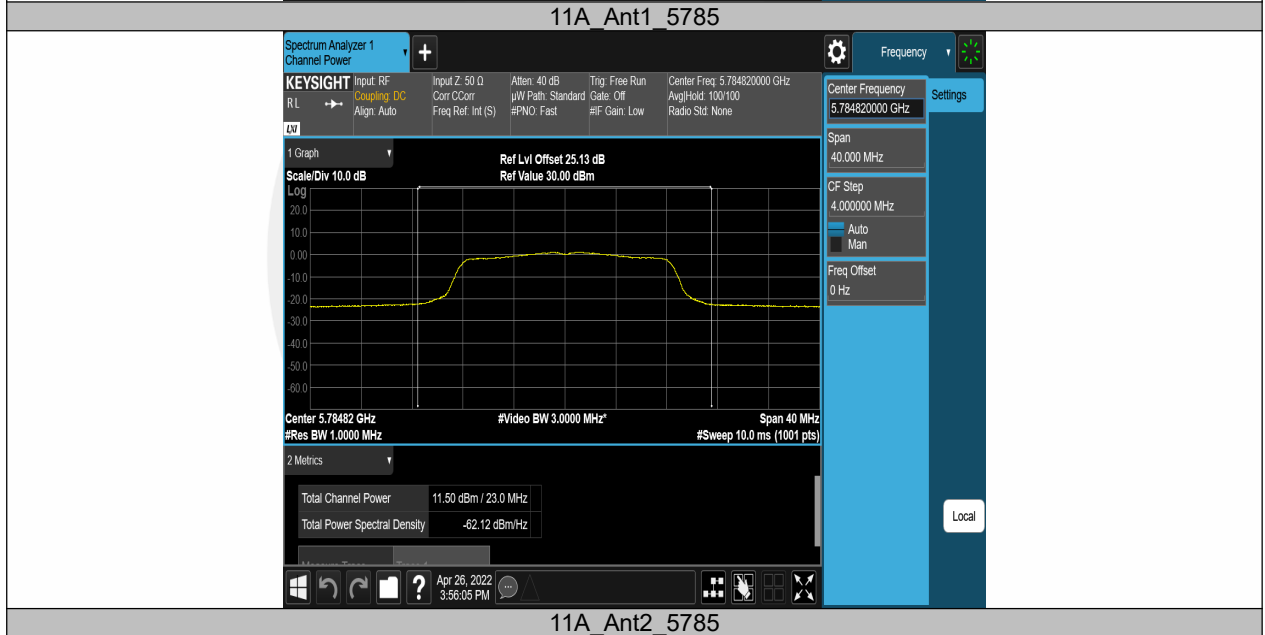 11A_Ant1_5785
Spectrum Analyzer 1
Channel Power
Frequency
KEYSIGHT
RL
LXI
Input: RF
Coupling: DC
Align: Auto
Input Z: 50 Ω
Corr CCorr
Freq Ref: Int (S)
Atten: 40 dB
µW Path: Standard
#PNO: Fast
Trig: Free Run
Gate: Off
#IF Gain: Low
Center Freq: 5.784820000 GHz
Avg|Hold: 100/100
Radio Std: None
Center Frequency
5.784820000 GHz
Settings
Span
40.000 MHz
CF Step
4.000000 MHz
Auto
Man
Freq Offset
0 Hz
1 Graph
Scale/Div 10.0 dB
Ref Lvl Offset 25.13 dB
Ref Value 30.00 dBm
Log
20.0
10.0
0.00
-10.0
-20.0
-30.0
-40.0
-50.0
-60.0
Center 5.78482 GHz
#Video BW 3.0000 MHz*
Span 40 MHz
#Res BW 1.0000 MHz
#Sweep 10.0 ms (1001 pts)
2 Metrics
Total Channel Power 11.50 dBm / 23.0 MHz
Total Power Spectral Density -62.12 dBm/Hz
Local
Apr 26, 2022
3:56:05 PM
11A_Ant2_5785